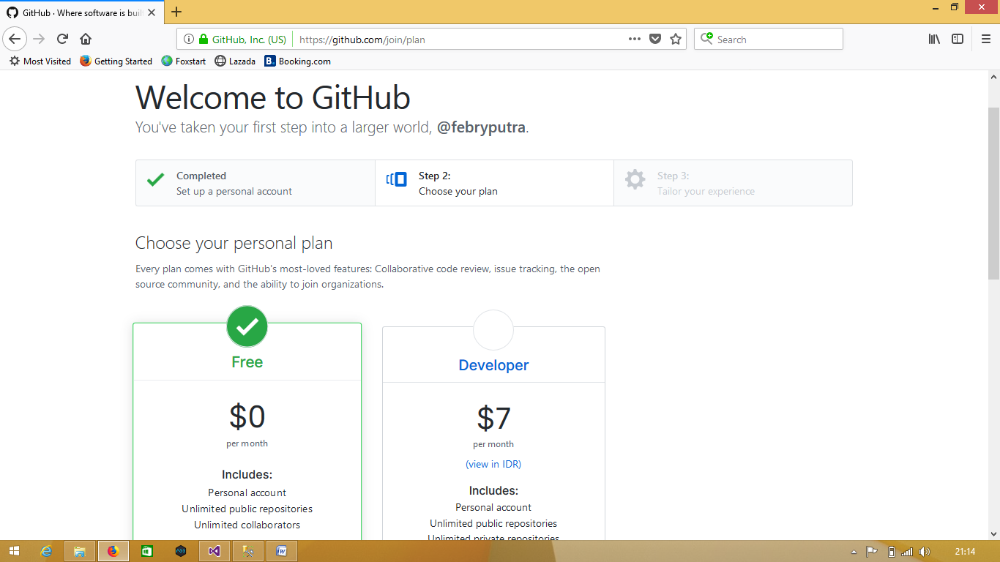 GitHub · Where software is buil
GitHub, Inc. (US)
https://github.com/join/plan
Search
Most Visited
Getting Started
Foxstart
Lazada
B.
Booking.com
Welcome to GitHub
You've taken your first step into a larger world, @febryputra.
Completed
Set up a personal account
Step 2:
Choose your plan
Step 3:
Tailor your experience
Choose your personal plan
Every plan comes with GitHub's most-loved features: Collaborative code review, issue tracking, the open
source community, and the ability to join organizations.
Free
$0
per month
Includes:
Personal account
Unlimited public repositories
Unlimited collaborators
Developer
$7
per month
(view in IDR)
Includes:
Personal account
Unlimited public repositories
Unlimited private repositories
nox
21:14